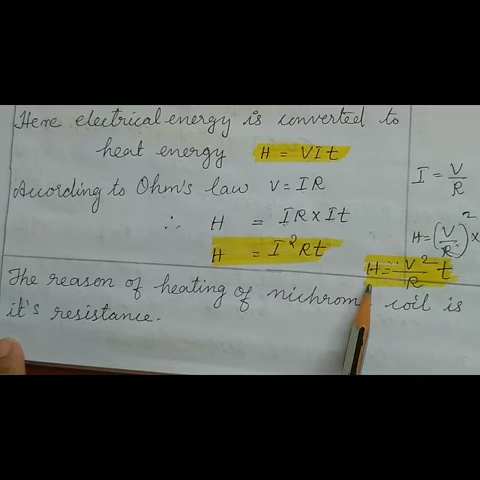 Here electrical energy is converted to
heat energy H = VIt
According to Ohm's law V = IR
∴ H = IR × It
H = I²Rt
I = V/R
H = (V/R)² ×
H = V²/R t
The reason of heating of nichrom coil is
it's resistance.